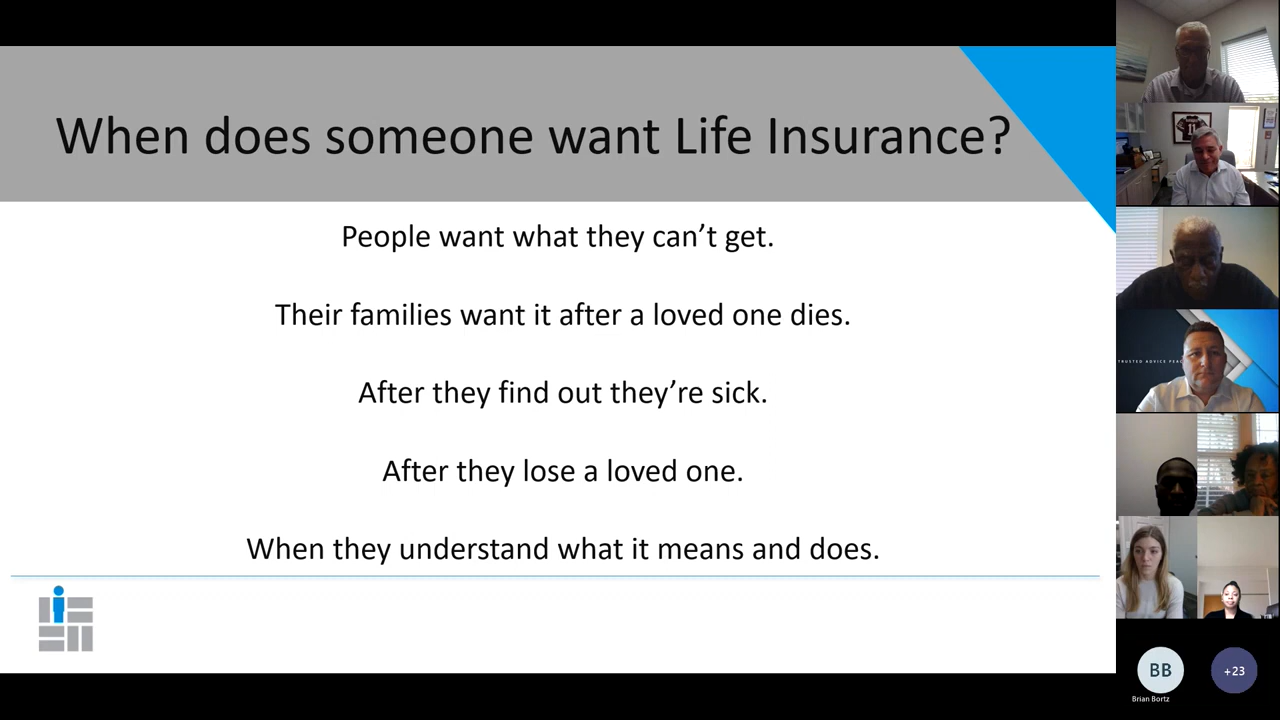 When does someone want Life Insurance?
People want what they can’t get.
Their families want it after a loved one dies.
After they find out they’re sick.
After they lose a loved one.
When they understand what it means and does.
TRUSTED ADVICE
BB
+23
Brian Bortz